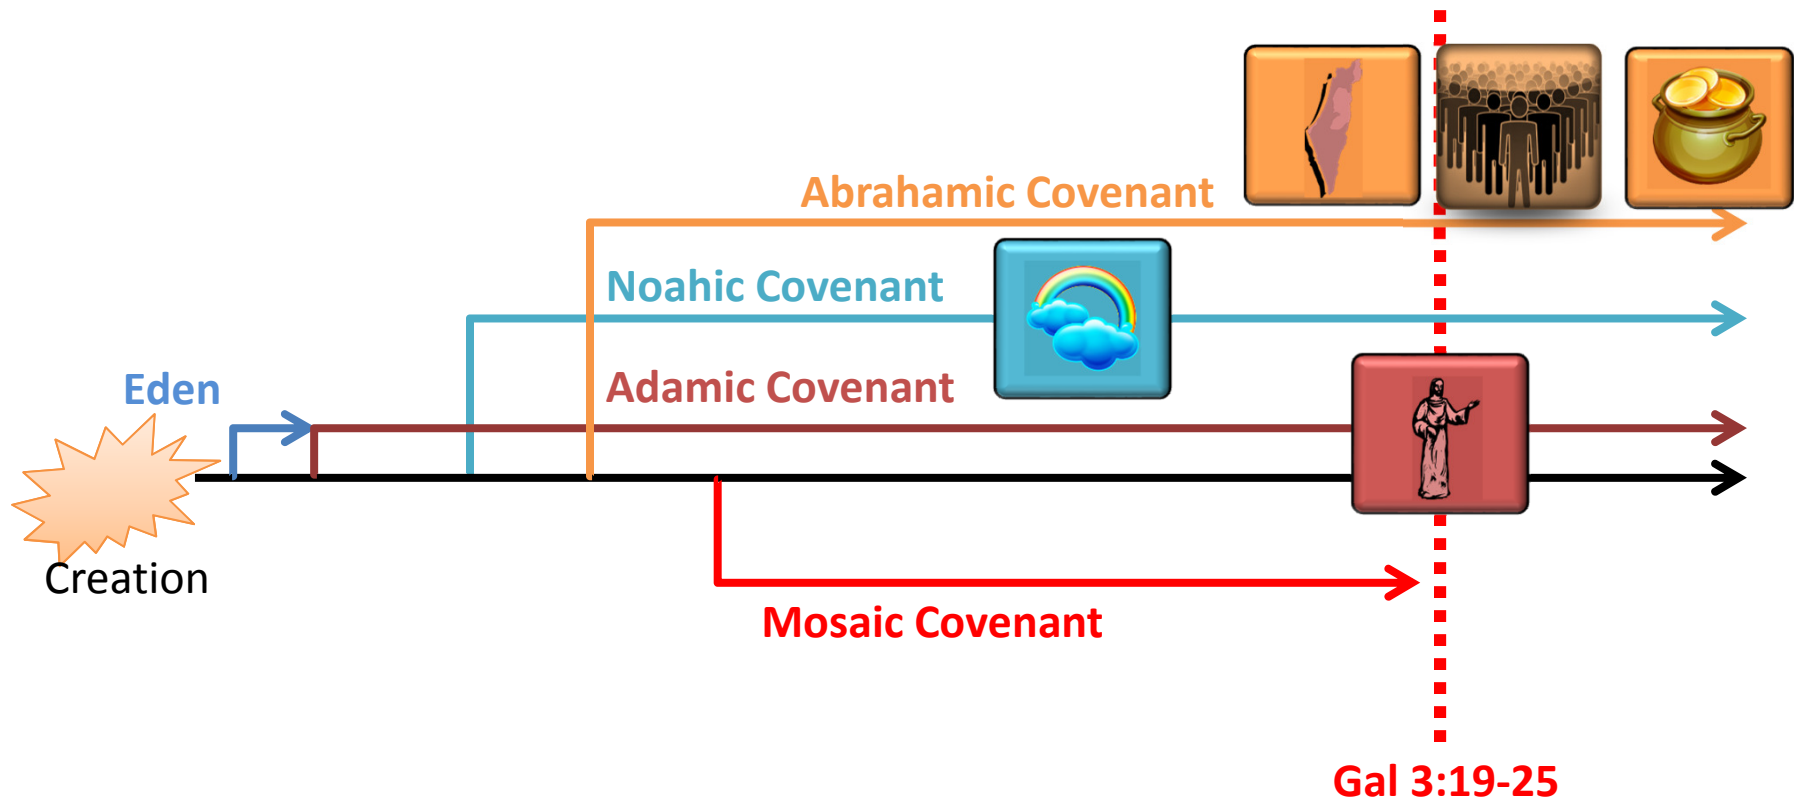 Abrahamic Covenant
Noahic Covenant
Eden
Adamic Covenant
Creation
Mosaic Covenant
Gal 3:19-25